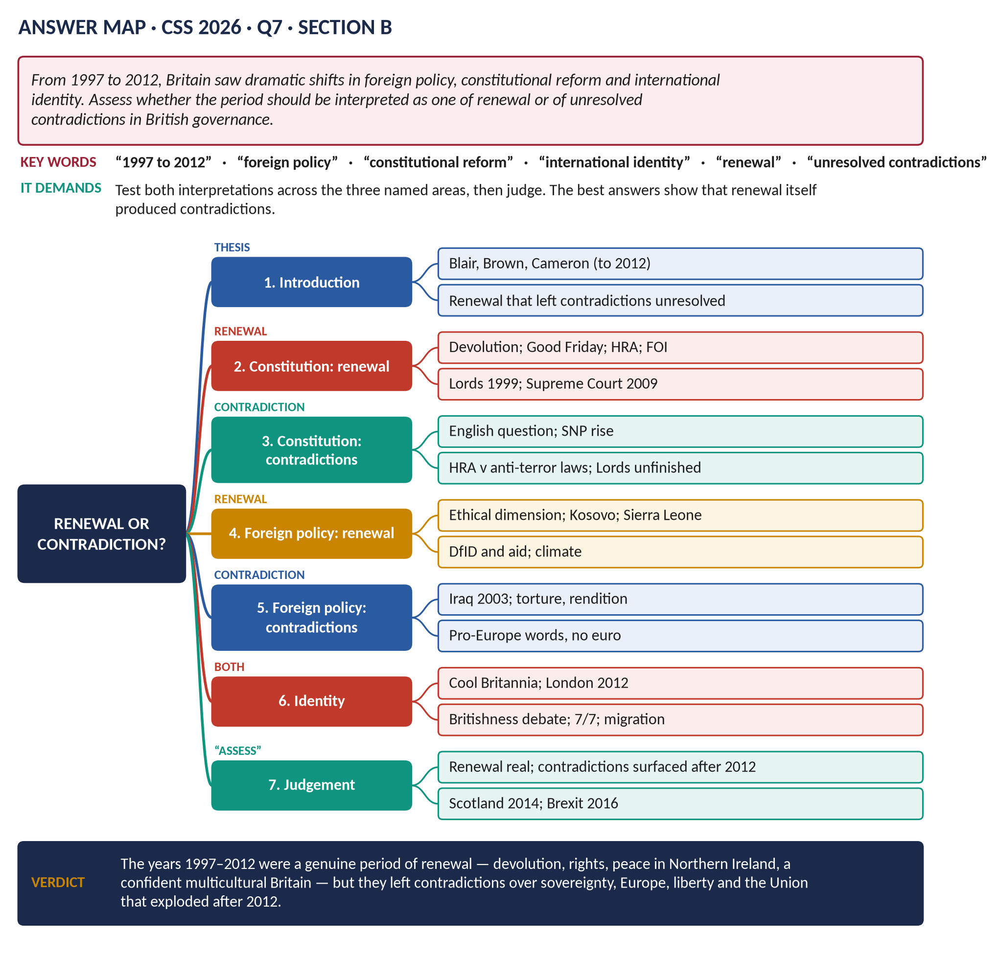 ANSWER MAP · CSS 2026 · Q7 · SECTION B
From 1997 to 2012, Britain saw dramatic shifts in foreign policy, constitutional reform and international
identity. Assess whether the period should be interpreted as one of renewal or of unresolved
contradictions in British governance.
KEY WORDS “1997 to 2012” · “foreign policy” · “constitutional reform” · “international identity” · “renewal” · “unresolved contradictions”
IT DEMANDS Test both interpretations across the three named areas, then judge. The best answers show that renewal itself
produced contradictions.
RENEWAL OR
CONTRADICTION?
THESIS
1. Introduction
Blair, Brown, Cameron (to 2012)
Renewal that left contradictions unresolved
RENEWAL
2. Constitution: renewal
Devolution; Good Friday; HRA; FOI
Lords 1999; Supreme Court 2009
CONTRADICTION
3. Constitution:
contradictions
English question; SNP rise
HRA v anti-terror laws; Lords unfinished
RENEWAL
4. Foreign policy: renewal
Ethical dimension; Kosovo; Sierra Leone
DfID and aid; climate
CONTRADICTION
5. Foreign policy:
contradictions
Iraq 2003; torture, rendition
Pro-Europe words, no euro
BOTH
6. Identity
Cool Britannia; London 2012
Britishness debate; 7/7; migration
“ASSESS”
7. Judgement
Renewal real; contradictions surfaced after 2012
Scotland 2014; Brexit 2016
VERDICT
The years 1997–2012 were a genuine period of renewal — devolution, rights, peace in Northern Ireland, a
confident multicultural Britain — but they left contradictions over sovereignty, Europe, liberty and the Union
that exploded after 2012.